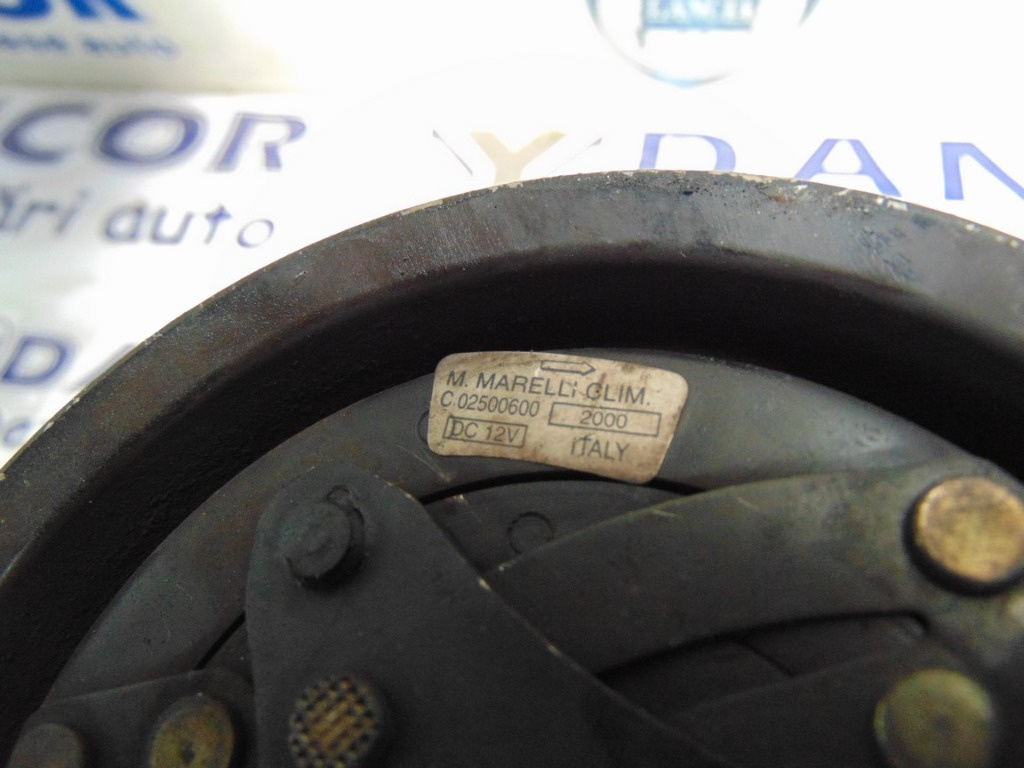 COR
ări auto
Y DAN
M. MARELLI CLIM.
C.02500600 2000
DC 12V ITALY